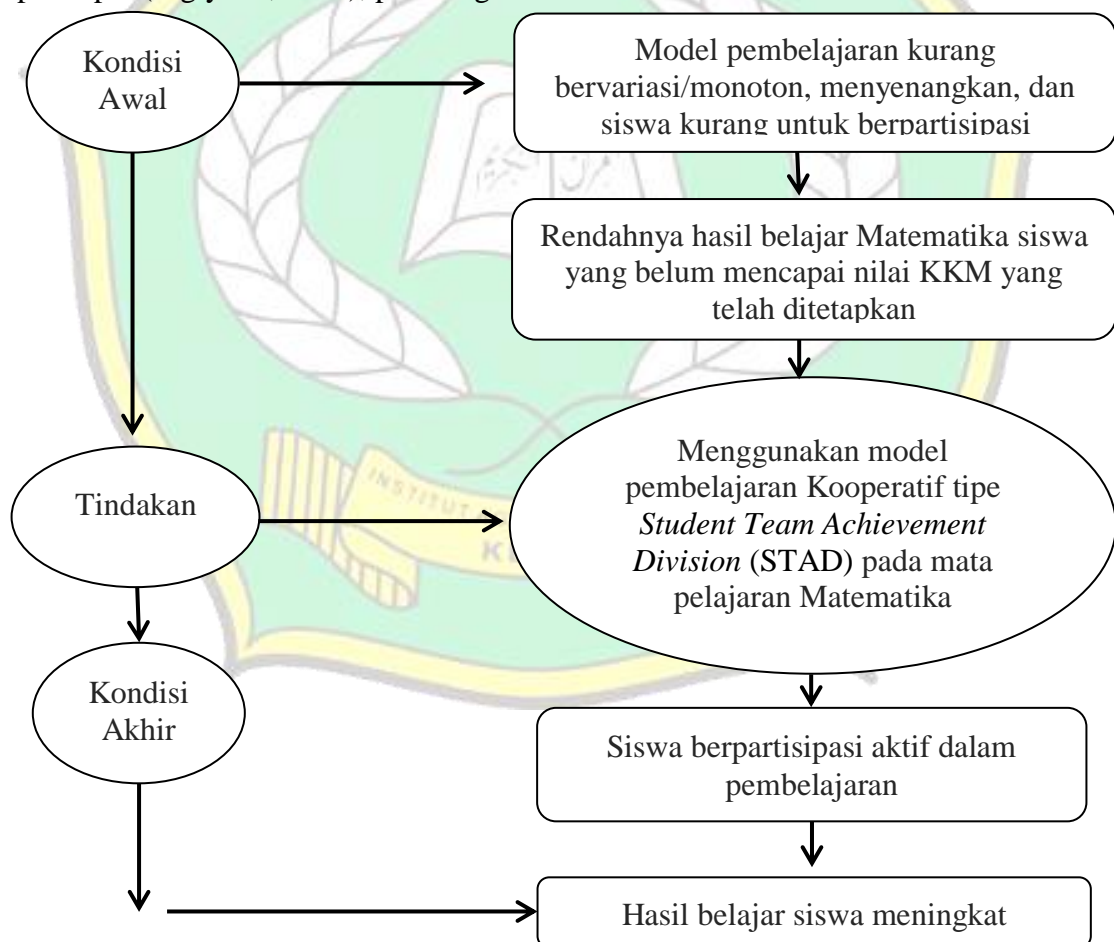 Kondisi
Awal
Model pembelajaran kurang
bervariasi/monoton, menyenangkan, dan
siswa kurang untuk berpartisipasi
Rendahnya hasil belajar Matematika siswa
yang belum mencapai nilai KKM yang
telah ditetapkan
Tindakan
Menggunakan model
pembelajaran Kooperatif tipe
Student Team Achievement
Division (STAD) pada mata
pelajaran Matematika
INSTITUT
K
Kondisi
Akhir
Siswa berpartisipasi aktif dalam
pembelajaran
Hasil belajar siswa meningkat